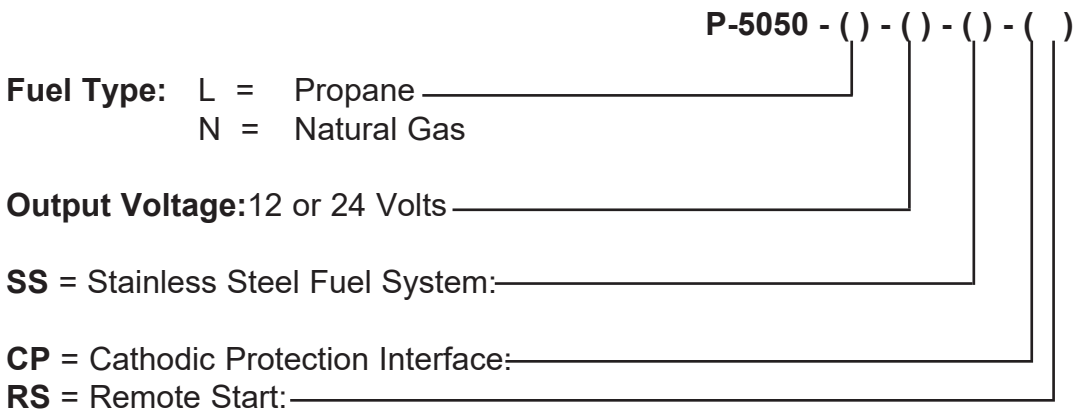 P-5050 - ( ) - ( ) - ( ) - (  )
Fuel Type: L = Propane
N = Natural Gas
Output Voltage:12 or 24 Volts
SS = Stainless Steel Fuel System:
CP = Cathodic Protection Interface:
RS = Remote Start: